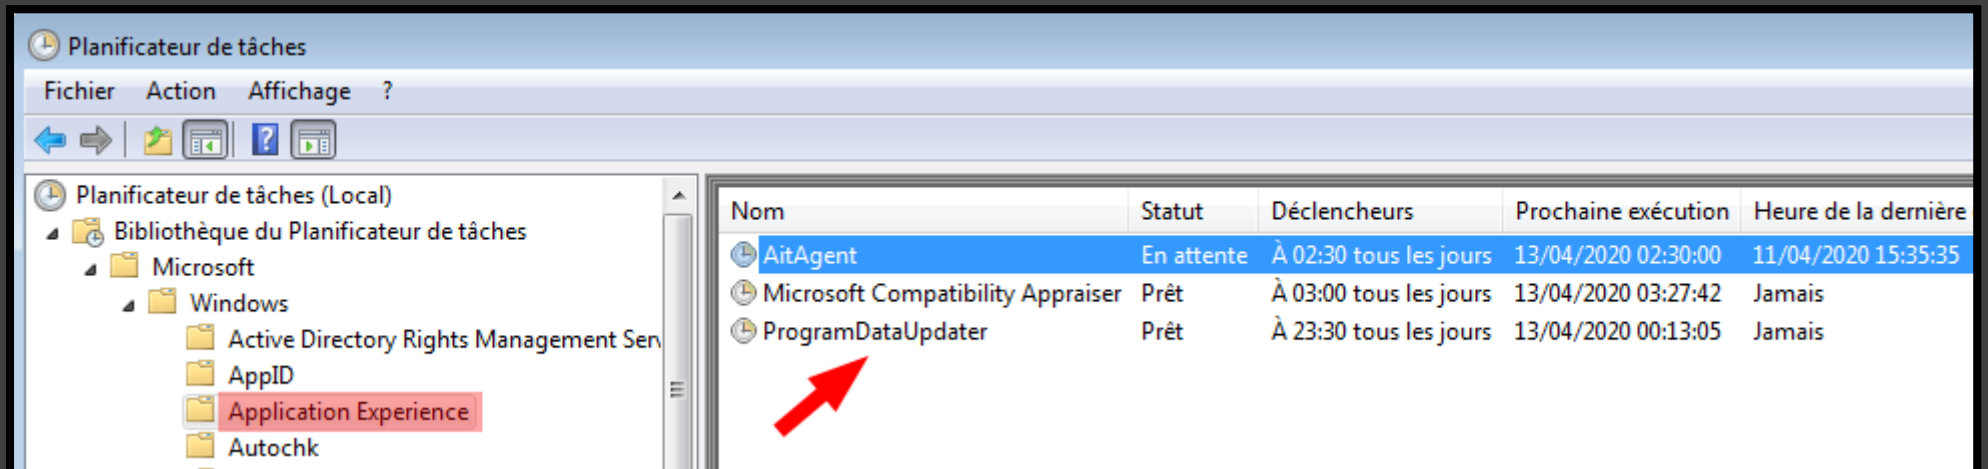 Planificateur de tâches
Fichier Action Affichage ?
Planificateur de tâches (Local)
Bibliothèque du Planificateur de tâches
Microsoft
Windows
Active Directory Rights Management Ser
AppID
Application Experience
Autochk
Nom Statut Déclencheurs Prochaine exécution Heure de la dernière
AitAgent En attente À 02:30 tous les jours 13/04/2020 02:30:00 11/04/2020 15:35:35
Microsoft Compatibility Appraiser Prêt À 03:00 tous les jours 13/04/2020 03:27:42 Jamais
ProgramDataUpdater Prêt À 23:30 tous les jours 13/04/2020 00:13:05 Jamais